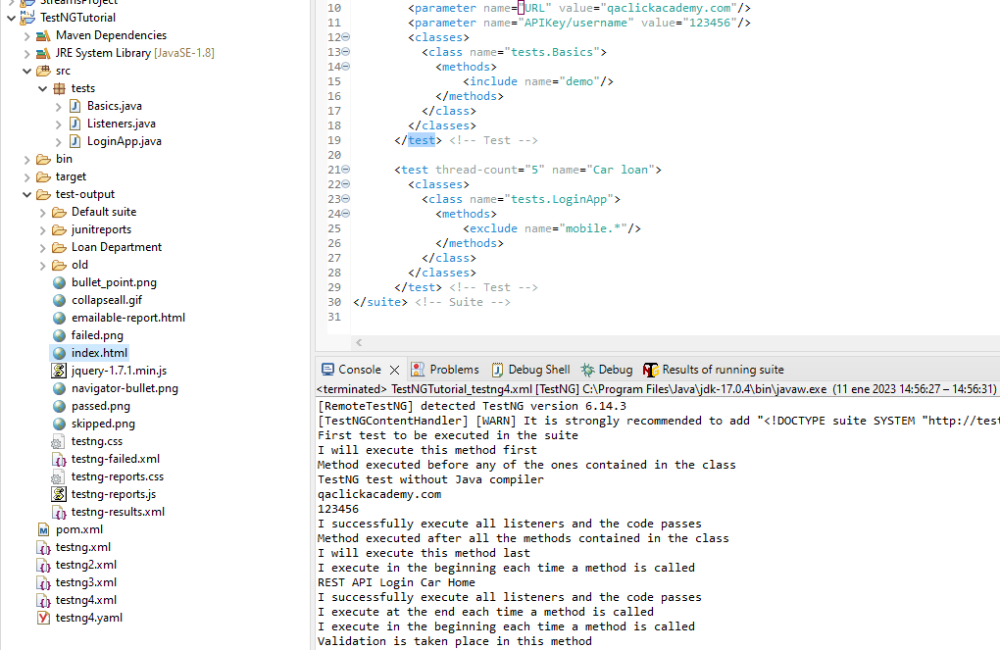 StreamsProject
TestNGTutorial
Maven Dependencies
JRE System Library [JavaSE-1.8]
src
tests
Basics.java
Listeners.java
LoginApp.java
bin
target
test-output
Default suite
junitreports
Loan Department
old
bullet_point.png
collapseall.gif
emailable-report.html
failed.png
index.html
jquery-1.7.1.min.js
navigator-bullet.png
passed.png
skipped.png
testng.css
testng-failed.xml
testng-reports.css
testng-reports.js
testng-results.xml
pom.xml
testng.xml
testng2.xml
testng3.xml
testng4.xml
testng4.yaml
10 <parameter name="URL" value="qaclickacademy.com"/>
11 <parameter name="APIKey/username" value="123456"/>
12 <classes>
13 <class name="tests.Basics">
14 <methods>
15 <include name="demo"/>
16 </methods>
17 </class>
18 </classes>
19 </test> <!-- Test -->
20
21 <test thread-count="5" name="Car loan">
22 <classes>
23 <class name="tests.LoginApp">
24 <methods>
25 <exclude name="mobile.*"/>
26 </methods>
27 </class>
28 </classes>
29 </test> <!-- Test -->
30 </suite> <!-- Suite -->
31
Console Problems Debug Shell Debug Results of running suite
<terminated> TestNGTutorial_testng4.xml [TestNG] C:\Program Files\Java\jdk-17.0.4\bin\javaw.exe (11 ene 2023 14:56:27 – 14:56:31)
[RemoteTestNG] detected TestNG version 6.14.3
[TestNGContentHandler] [WARN] It is strongly recommended to add "<!DOCTYPE suite SYSTEM "http://test
First test to be executed in the suite
I will execute this method first
Method executed before any of the ones contained in the class
TestNG test without Java compiler
qaclickacademy.com
123456
I successfully execute all listeners and the code passes
Method executed after all the methods contained in the class
I will execute this method last
I execute in the beginning each time a method is called
REST API Login Car Home
I successfully execute all listeners and the code passes
I execute at the end each time a method is called
I execute in the beginning each time a method is called
Validation is taken place in this method